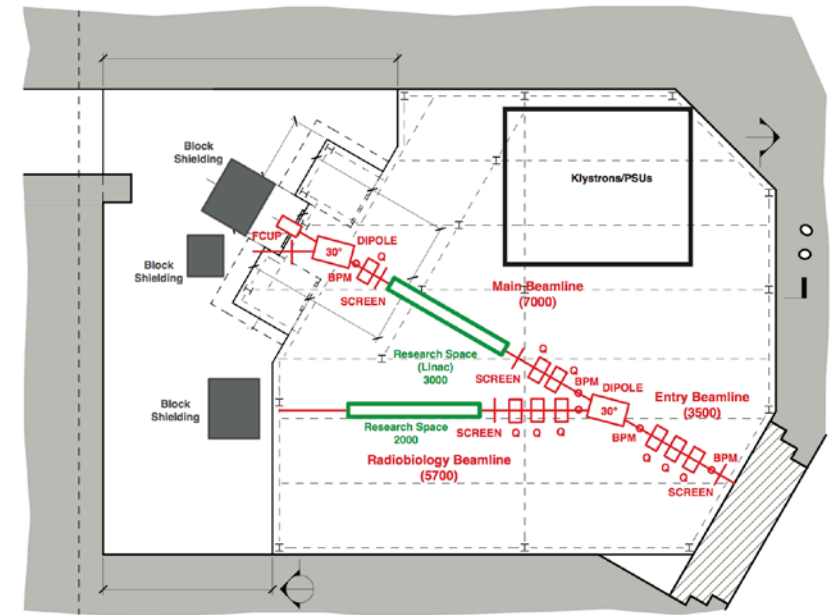 Block
Shielding
Klystrons/PSUs
FCUP
DIPOLE
30°
Q
BPM
SCREEN
Block
Shielding
Main Beamline
(7000)
Research Space
(Linac)
3000
SCREEN
Q
Q
BPM
DIPOLE
30°
Entry Beamline
(3500)
Block
Shielding
Research Space
2000
SCREEN
Q
Q
Q
BPM
Q
Q
Q
BPM
SCREEN
Radiobiology Beamline
(5700)